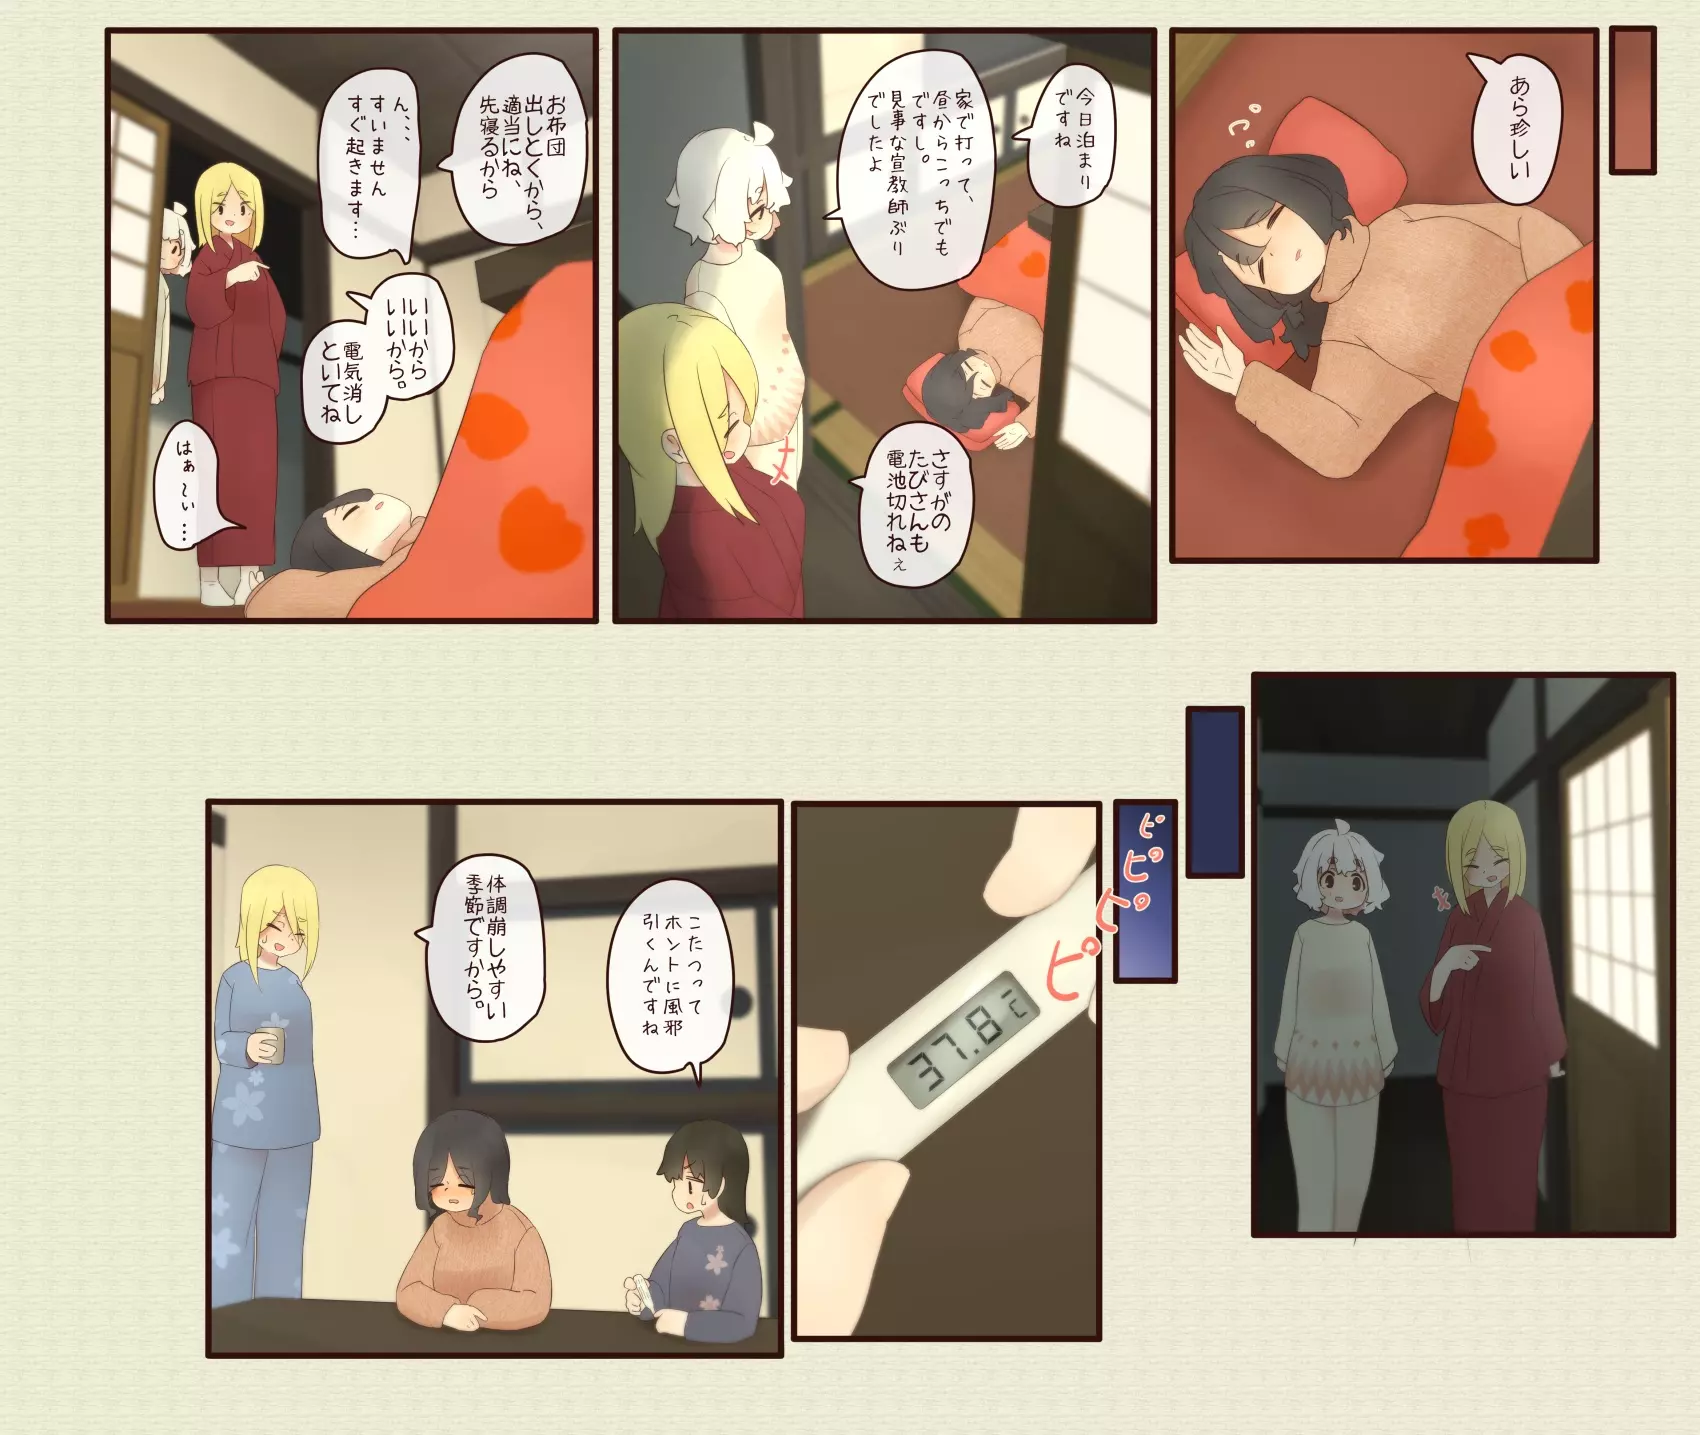 あら珍しい
今日泊まり
ですね
家で打って、
昼からこっちでも
ですし。
見事な宣教師ぶり
でしたよ
さすがの
たびさんも
電池切れねぇ
お布団
出しとくから、
適当にね、
先寝るから
ん、、、
すいません
すぐ起きます…
いいから
いいから。
電気消し
といてね
はぁ〜ぃ…
ピ
ピ
ピ
ピ
37.8℃
こたつって
ホントに風邪
引くんですね
体調崩しやすい
季節ですから。